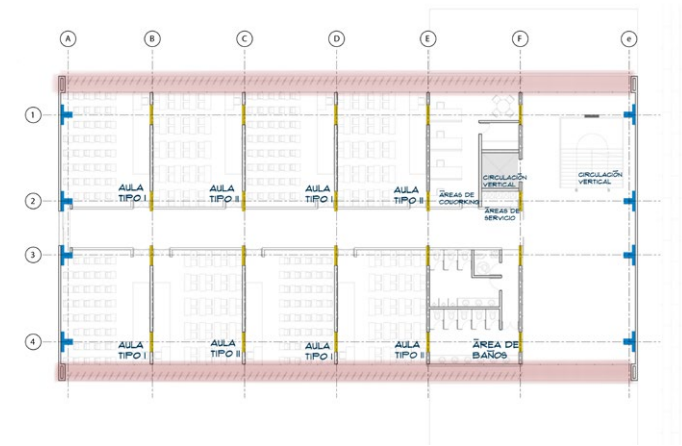 A B C D E F e
1
AULA
TIPO I
AULA
TIPO II
AULA
TIPO I
AULA
TIPO II
ÁREAS DE
COWORKING
CIRCULACIÓN
VERTICAL
ÁREAS DE
SERVICIO
CIRCULACIÓN
VERTICAL
2
3
AULA
TIPO I
AULA
TIPO II
AULA
TIPO I
AULA
TIPO II
ÁREA DE
BAÑOS
4